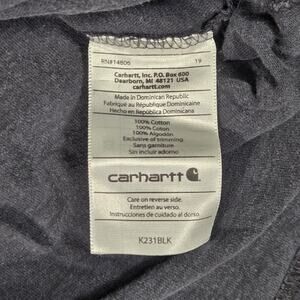 RN#14806 19
Carhartt, Inc. P.O. Box 600
Dearborn, MI 48121 USA
carhartt.com
Made in Dominican Republic
Fabriqué au République Dominicaine
Hecho en República Dominicana
100% Cotton
100% Coton
100% Algodón
Exclusive of trimming
Sans garniture
Sin incluir adorno
carhartt
Care on reverse side.
Entretien au verso.
Instrucciones de cuidado al dorso.
K231BLK